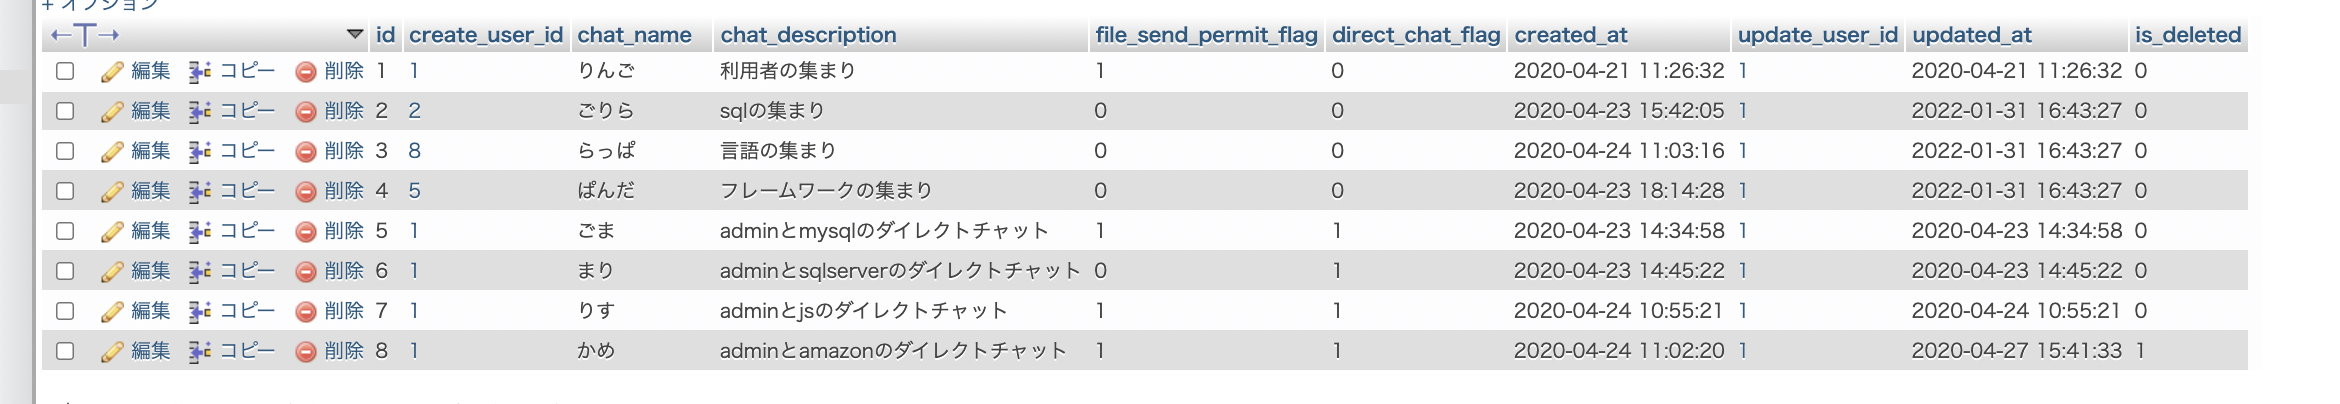 + オプション
←T→ id create_user_id chat_name chat_description file_send_permit_flag direct_chat_flag created_at update_user_id updated_at is_deleted
編集 コピー 削除 1 1 りんご 利用者の集まり 1 0 2020-04-21 11:26:32 1 2020-04-21 11:26:32 0
編集 コピー 削除 2 2 ごりら sqlの集まり 0 0 2020-04-23 15:42:05 1 2022-01-31 16:43:27 0
編集 コピー 削除 3 8 らっぱ 言語の集まり 0 0 2020-04-24 11:03:16 1 2022-01-31 16:43:27 0
編集 コピー 削除 4 5 ぱんだ フレームワークの集まり 0 0 2020-04-23 18:14:28 1 2022-01-31 16:43:27 0
編集 コピー 削除 5 1 ごま adminとmysqlのダイレクトチャット 1 1 2020-04-23 14:34:58 1 2020-04-23 14:34:58 0
編集 コピー 削除 6 1 まり adminとsqlserverのダイレクトチャット 0 1 2020-04-23 14:45:22 1 2020-04-23 14:45:22 0
編集 コピー 削除 7 1 りす adminとjsのダイレクトチャット 1 1 2020-04-24 10:55:21 1 2020-04-24 10:55:21 0
編集 コピー 削除 8 1 かめ adminとamazonのダイレクトチャット 1 1 2020-04-24 11:02:20 1 2020-04-27 15:41:33 1